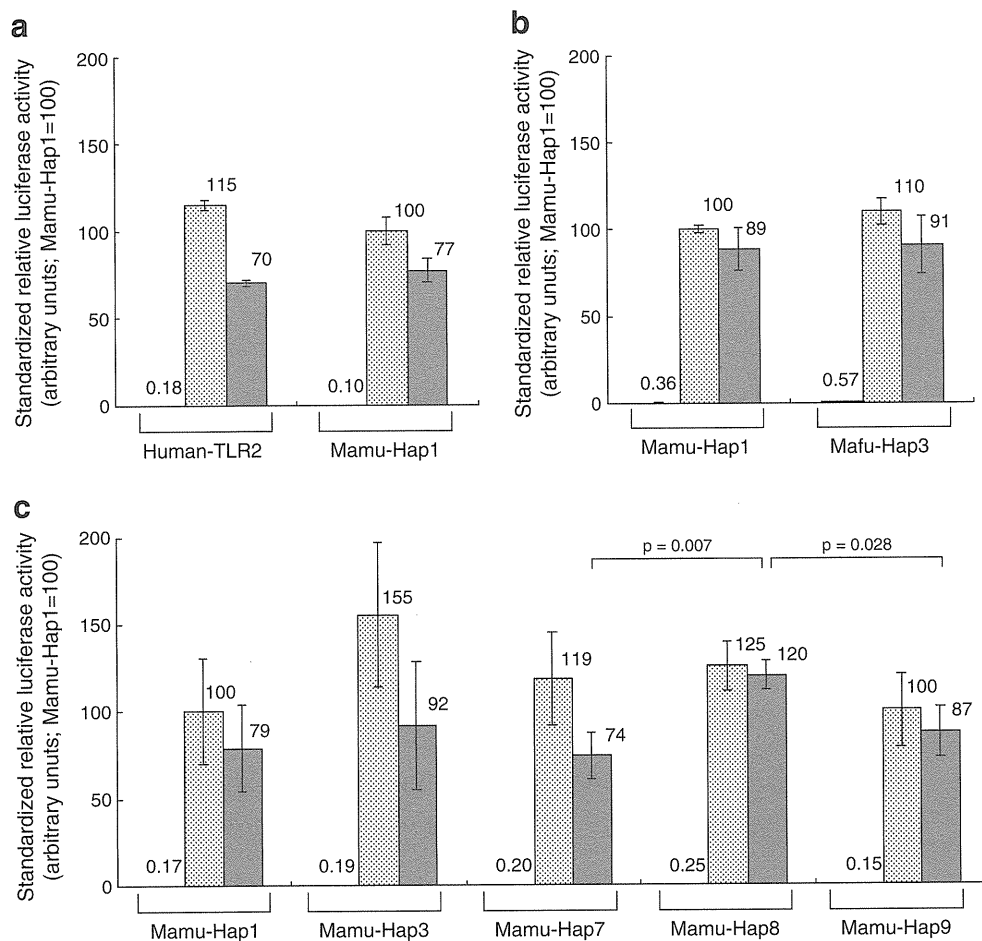 a
Standardized relative luciferase activity
(arbitrary unuts; Mamu-Hap1=100)
200
150
100
50
0
115
100
70
77
0.18
0.10
Human-TLR2
Mamu-Hap1
b
Standardized relative luciferase activity
(arbitrary unuts; Mamu-Hap1=100)
200
150
100
50
0
100
89
110
91
0.36
0.57
Mamu-Hap1
Mafu-Hap3
c
Standardized relative luciferase activity
(arbitrary unuts; Mamu-Hap1=100)
200
150
100
50
0
p = 0.007
p = 0.028
0.17
100
79
0.19
155
92
0.20
119
74
0.25
125
120
0.15
100
87
Mamu-Hap1
Mamu-Hap3
Mamu-Hap7
Mamu-Hap8
Mamu-Hap9